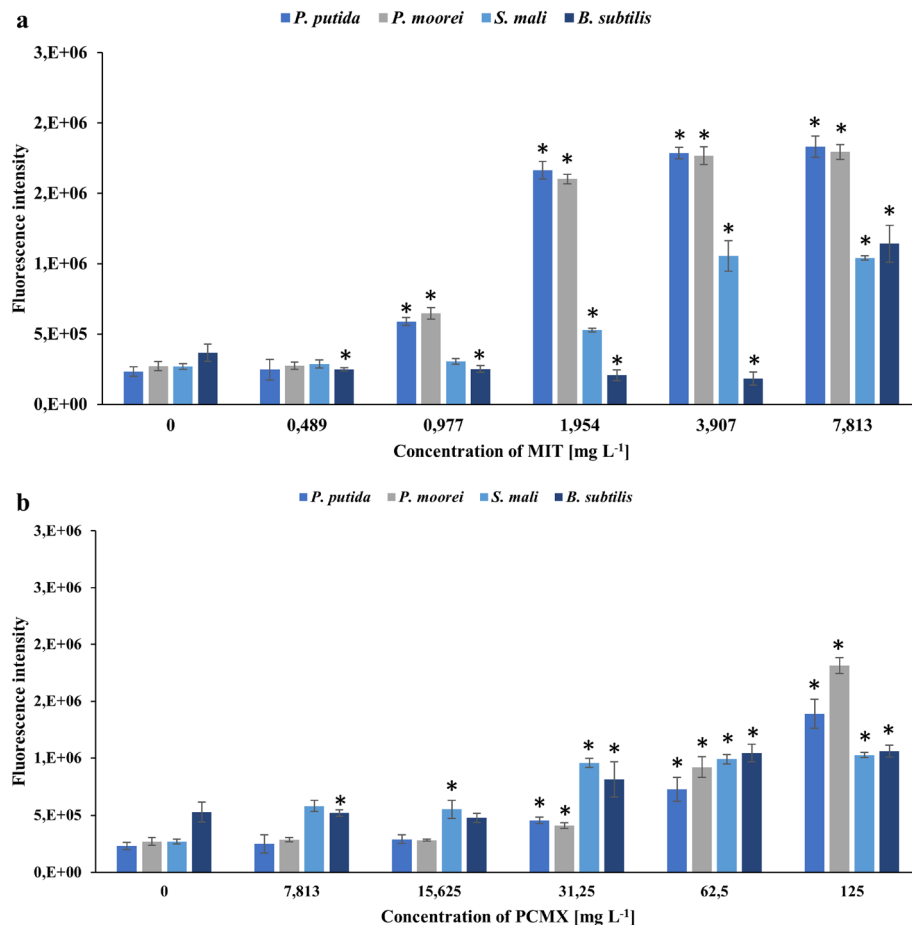 a
P. putida P. moorei S. mali B. subtilis
3,E+06
2,E+06
2,E+06
1,E+06
5,E+05
0,E+00
Fluorescence intensity
* * * * * * * * * * * * * * * *
0 0,489 0,977 1,954 3,907 7,813
Concentration of MIT [mg L⁻¹]
b
P. putida P. moorei S. mali B. subtilis
3,E+06
3,E+06
2,E+06
2,E+06
1,E+06
5,E+05
0,E+00
Fluorescence intensity
* * * * * * * * * * * * * *
0 7,813 15,625 31,25 62,5 125
Concentration of PCMX [mg L⁻¹]